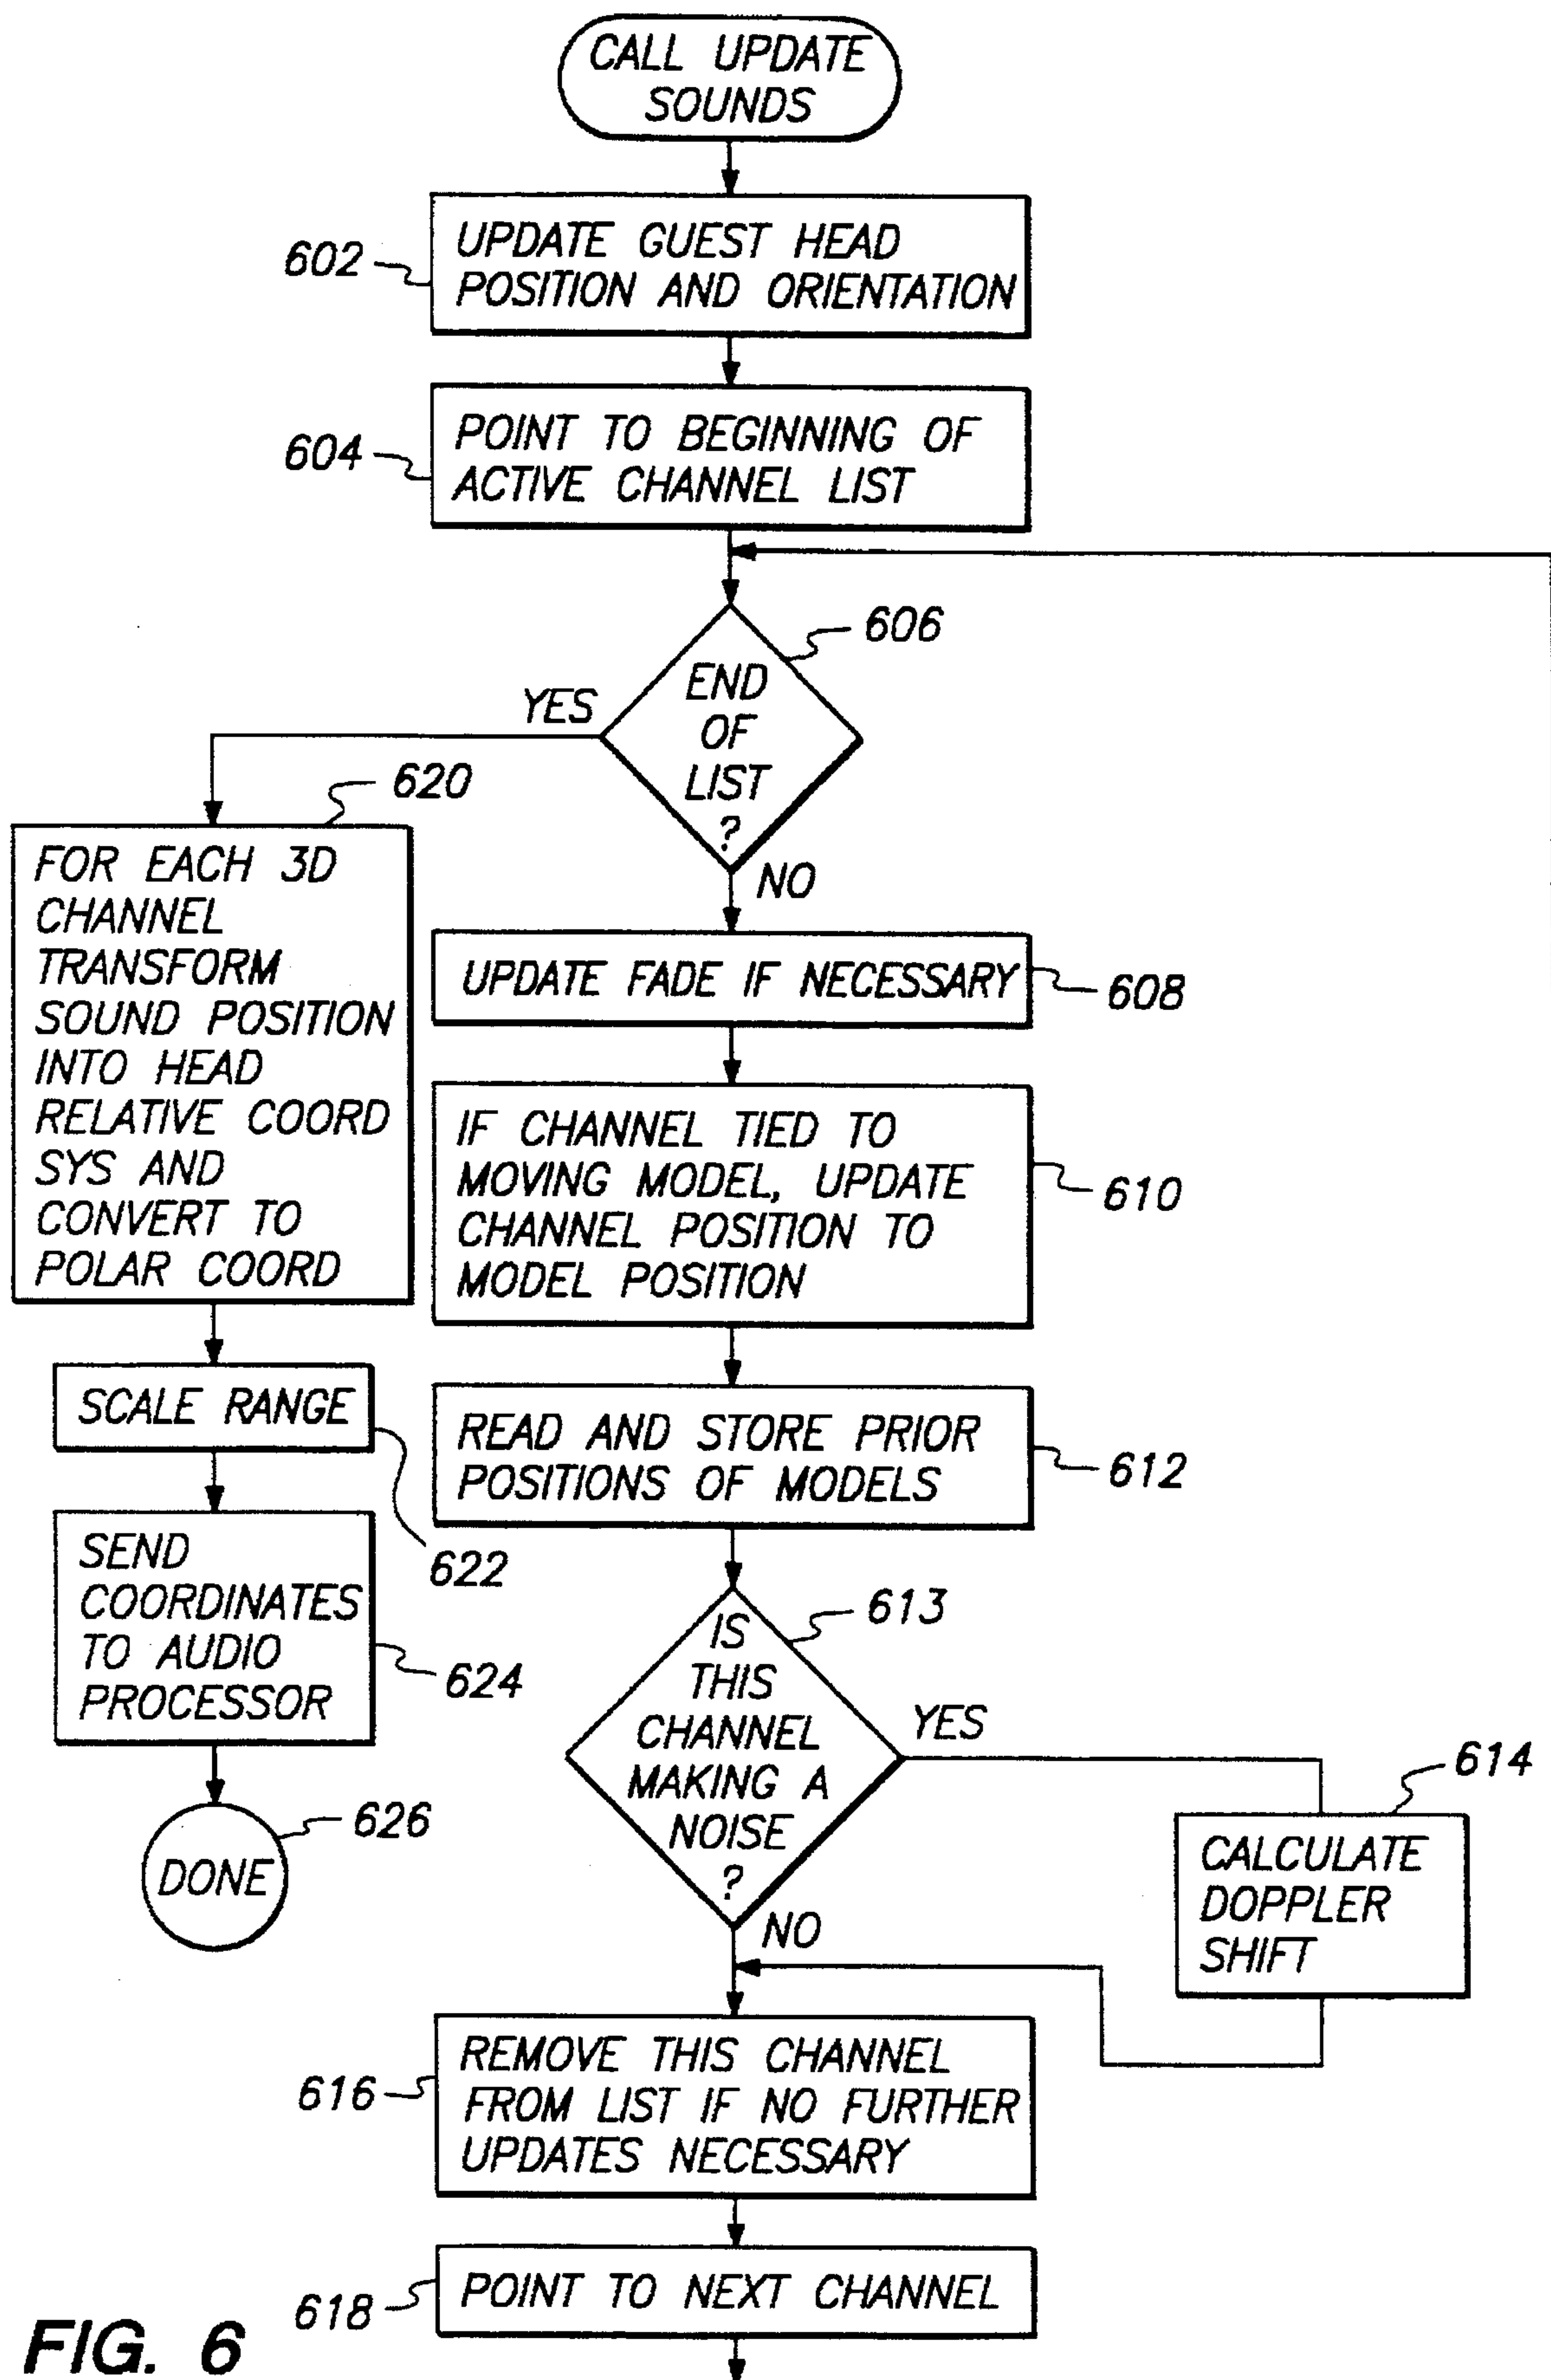 CALL UPDATE
SOUNDS
602
UPDATE GUEST HEAD
POSITION AND ORIENTATION
604
POINT TO BEGINNING OF
ACTIVE CHANNEL LIST
606
END
OF
LIST
?
YES
NO
620
FOR EACH 3D
CHANNEL
TRANSFORM
SOUND POSITION
INTO HEAD
RELATIVE COORD
SYS AND
CONVERT TO
POLAR COORD
UPDATE FADE IF NECESSARY
608
IF CHANNEL TIED TO
MOVING MODEL, UPDATE
CHANNEL POSITION TO
MODEL POSITION
610
SCALE RANGE
622
READ AND STORE PRIOR
POSITIONS OF MODELS
612
SEND
COORDINATES
TO AUDIO
PROCESSOR
624
613
IS
THIS
CHANNEL
MAKING A
NOISE
?
YES
NO
614
CALCULATE
DOPPLER
SHIFT
626
DONE
616
REMOVE THIS CHANNEL
FROM LIST IF NO FURTHER
UPDATES NECESSARY
618
POINT TO NEXT CHANNEL
FIG. 6